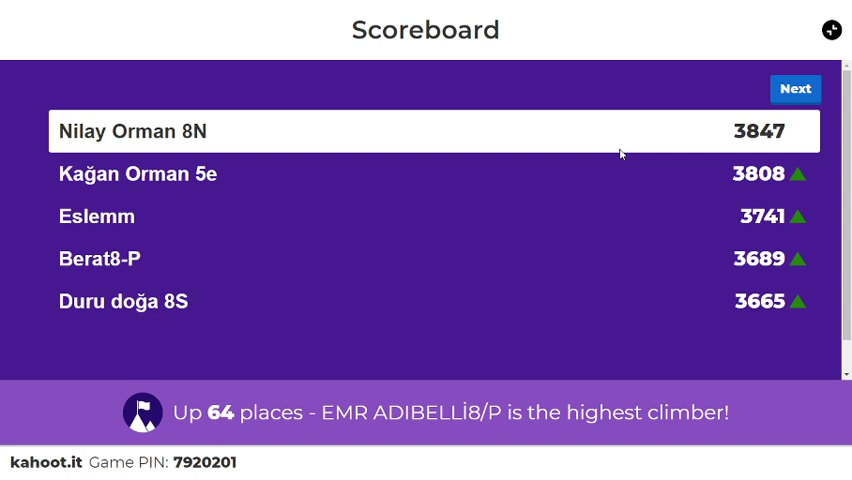 Scoreboard
Next
Nilay Orman 8N 3847
Kağan Orman 5e 3808
Eslemm 3741
Berat8-P 3689
Duru doğa 8S 3665
Up 64 places - EMR ADIBELLİ8/P is the highest climber!
kahoot.it Game PIN: 7920201